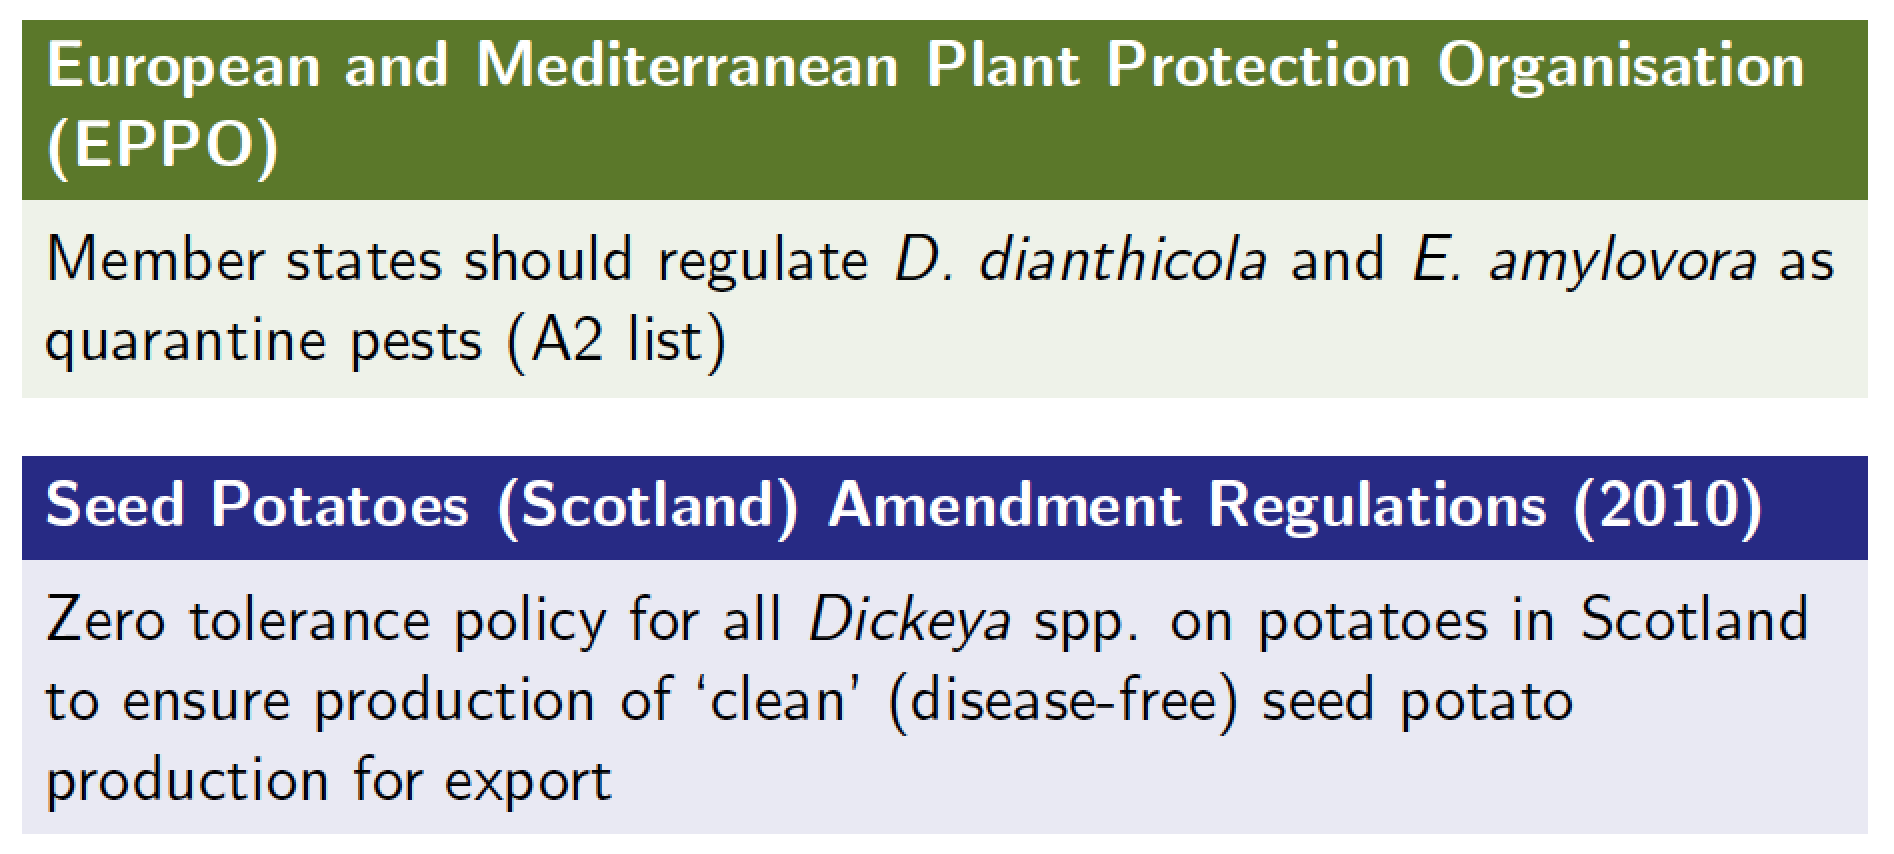 European and Mediterranean Plant Protection Organisation
(EPPO)
Member states should regulate D. dianthicola and E. amylovora as
quarantine pests (A2 list)
Seed Potatoes (Scotland) Amendment Regulations (2010)
Zero tolerance policy for all Dickeya spp. on potatoes in Scotland
to ensure production of ‘clean’ (disease-free) seed potato
production for export